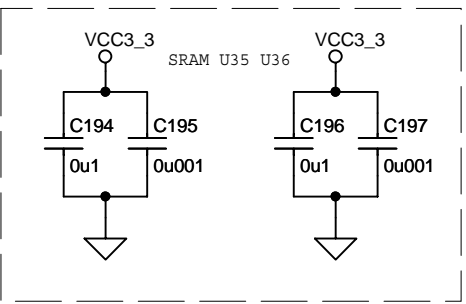 VCC3_3 VCC3_3
SRAM U35 U36
C194 C195 C196 C197
0u1 0u001 0u1 0u001